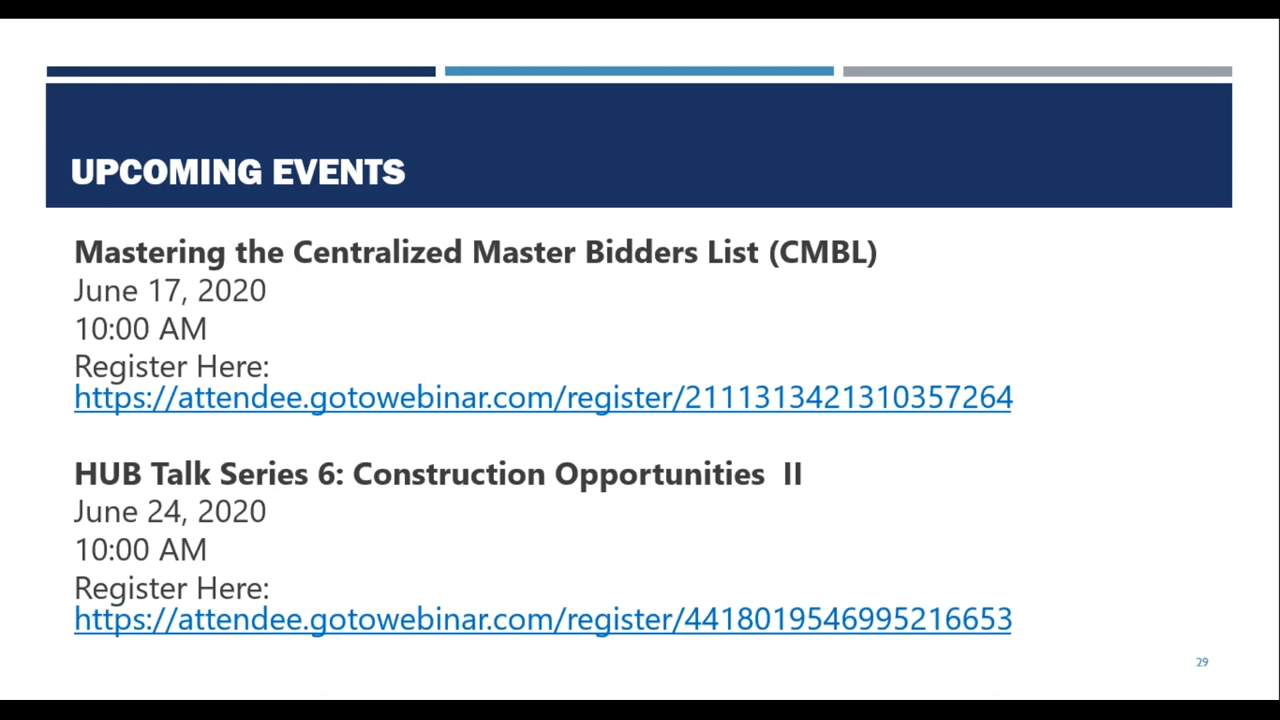 UPCOMING EVENTS
Mastering the Centralized Master Bidders List (CMBL)
June 17, 2020
10:00 AM
Register Here:
https://attendee.gotowebinar.com/register/2111313421310357264
HUB Talk Series 6: Construction Opportunities  II
June 24, 2020
10:00 AM
Register Here:
https://attendee.gotowebinar.com/register/4418019546995216653
29